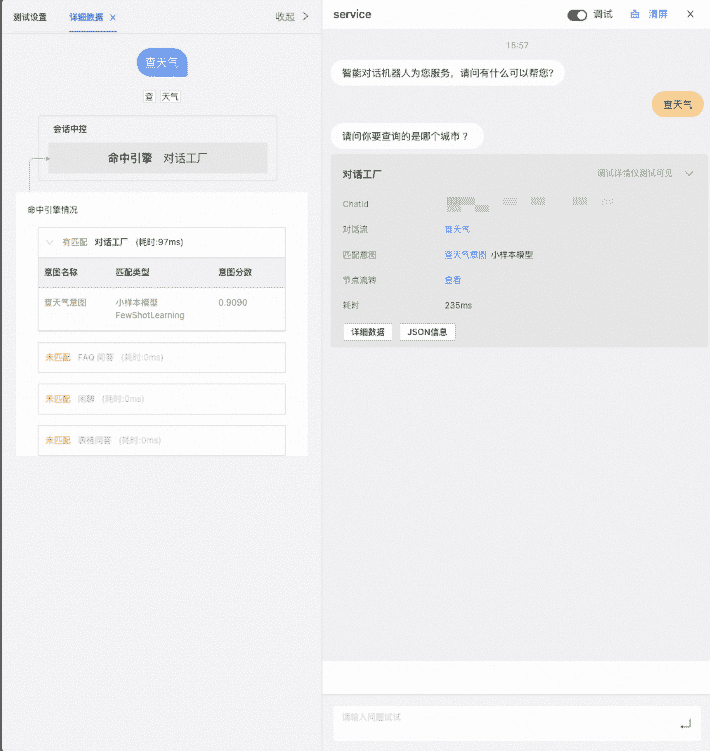 测试设置 详细数据 × 收起
查天气
查 天气
会话中控
命中引擎 对话工厂
命中引擎情况
有匹配 对话工厂 (耗时:97ms)
意图名称 匹配类型 意图分数
查天气意图 小样本模型 0.9090
FewShotLearning
未匹配 FAQ 问答 (耗时:0ms)
未匹配 闲聊 (耗时:0ms)
未匹配 表格问答 (耗时:0ms)
service 调试 清屏 ×
15:57
智能对话机器人为您服务，请问有什么可以帮您?
查天气
请问你要查询的是哪个城市？
对话工厂 调试详情仅测试可见
ChatId
对话流 查天气
匹配意图 查天气意图 小样本模型
节点流转 查看
耗时 235ms
详细数据 JSON信息
请输入问题试试